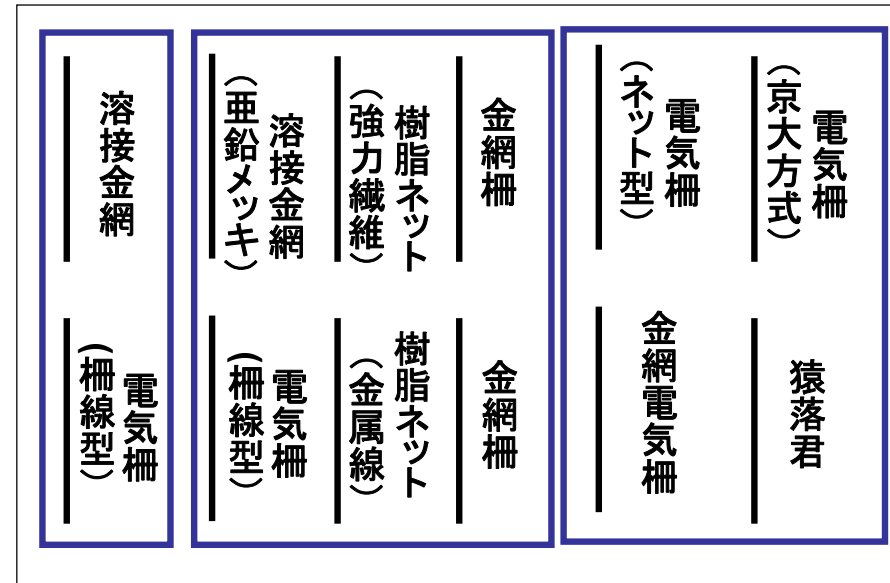 電気柵
（京大方式）
電気柵
（ネット型）
猿落君
金網電気柵
金網柵
樹脂ネット
（強力繊維）
溶接金網
（亜鉛メッキ）
金網柵
樹脂ネット
（金属線）
電気柵
（柵線型）
溶接金網
電気柵
（柵線型）